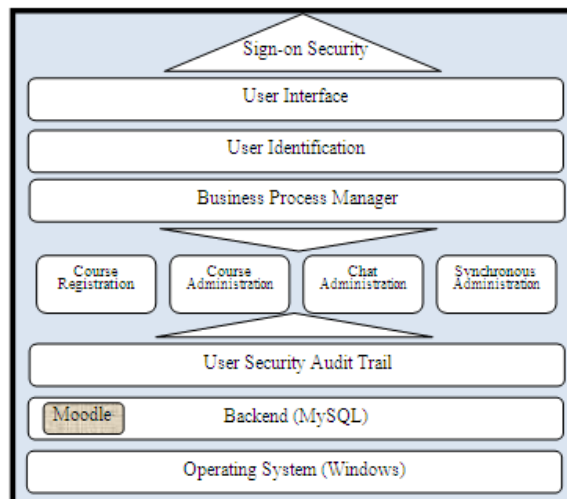 Sign-on Security
User Interface
User Identification
Business Process Manager
Course
Registration
Course
Administration
Chat
Administration
Synchronous
Administration
User Security Audit Trail
Moodle
Backend (MySQL)
Operating System (Windows)